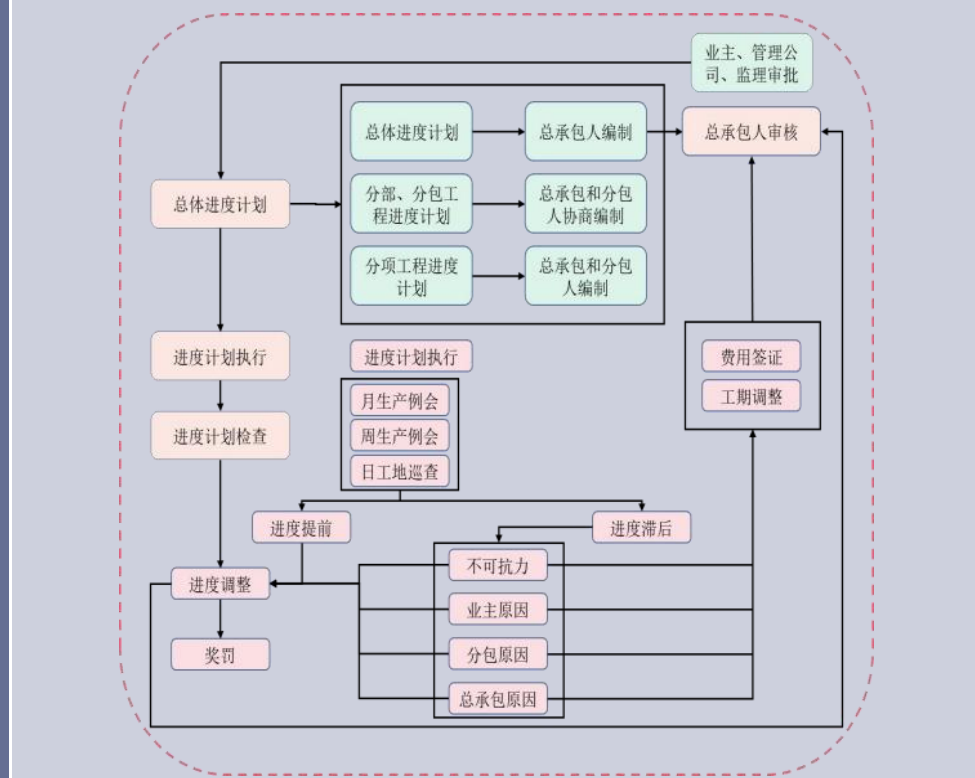 业主、管理公
司、监理审批
总体进度计划
总承包人编制
总承包人审核
总体进度计划
分部、分包工
程进度计划
总承包和分包
人协商编制
分项工程进度
计划
总承包和分包
人编制
进度计划执行
进度计划执行
费用签证
工期调整
进度计划检查
月生产例会
周生产例会
日工地巡查
进度提前
进度滞后
进度调整
不可抗力
业主原因
奖罚
分包原因
总承包原因